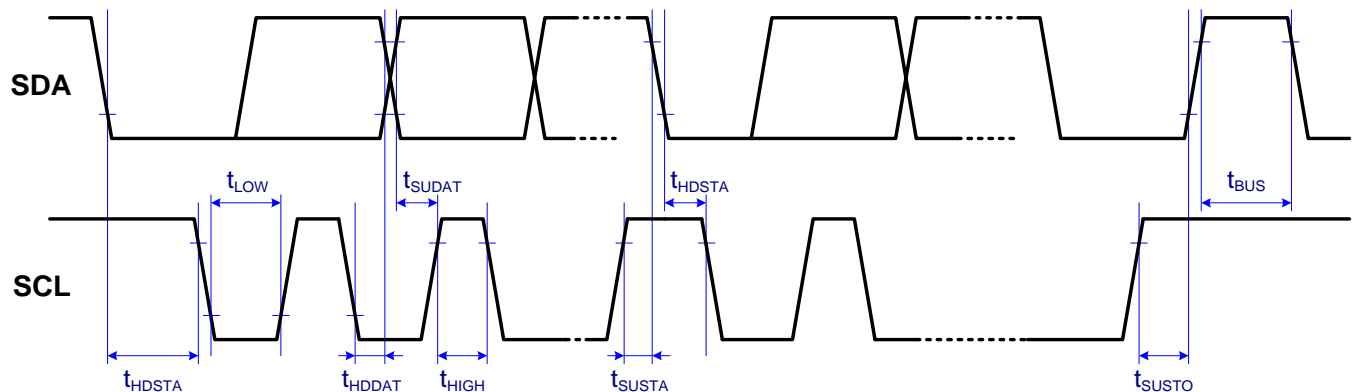 SDA
tLOW
tSUDAT
tHDSTA
tBUS
SCL
tHDSTA
tHDDAT
tHIGH
tSUSTA
tSUSTO